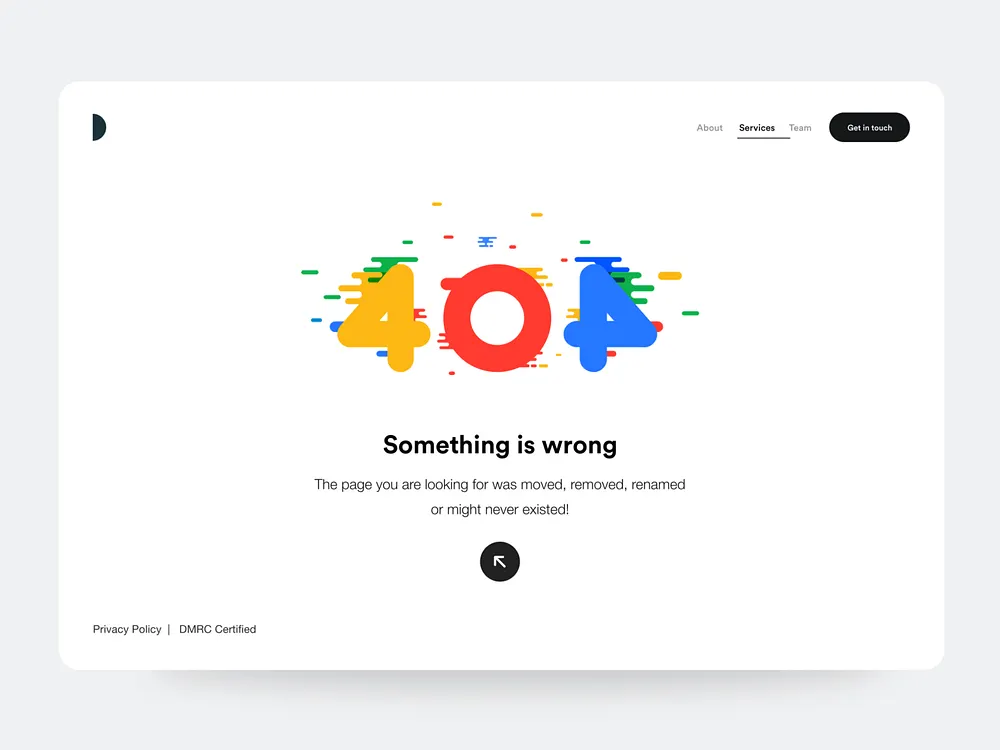 About Services Team Get in touch
404
Something is wrong
The page you are looking for was moved, removed, renamed
or might never existed!
Privacy Policy | DMRC Certified